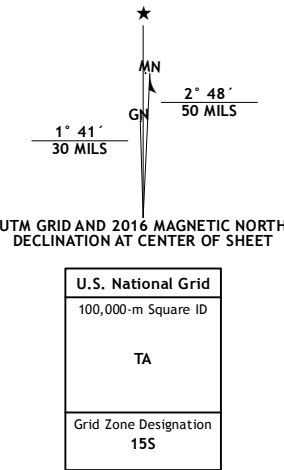 ★
MN
2° 48´
50 MILS
GN
1° 41´
30 MILS
UTM GRID AND 2016 MAGNETIC NORTH
DECLINATION AT CENTER OF SHEET
U.S. National Grid
100,000-m Square ID
TA
Grid Zone Designation
15S